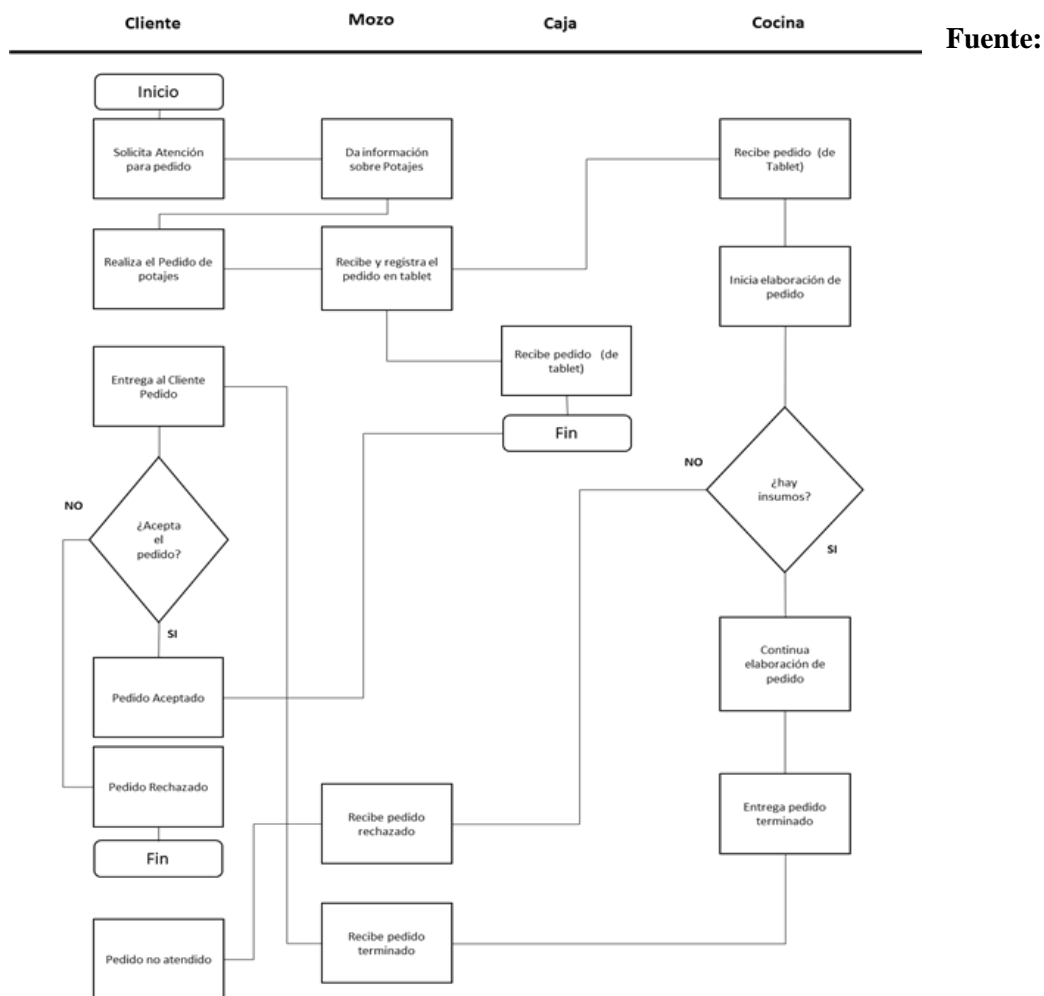 Cliente
Mozo
Caja
Cocina
Fuente:
Inicio
Solicita Atención
para pedido
Da información
sobre Potajes
Recibe pedido (de
Tablet)
Realiza el Pedido de
potajes
Recibe y registra el
pedido en tablet
Inicia elaboración de
pedido
Recibe pedido (de
tablet)
Entrega al Cliente
Pedido
Fin
NO
¿hay
insumos?
SI
NO
¿Acepta
el
pedido?
SI
Continua
elaboración de
pedido
Pedido Aceptado
Pedido Rechazado
Recibe pedido
rechazado
Entrega pedido
terminado
Fin
Pedido no atendido
Recibe pedido
terminado